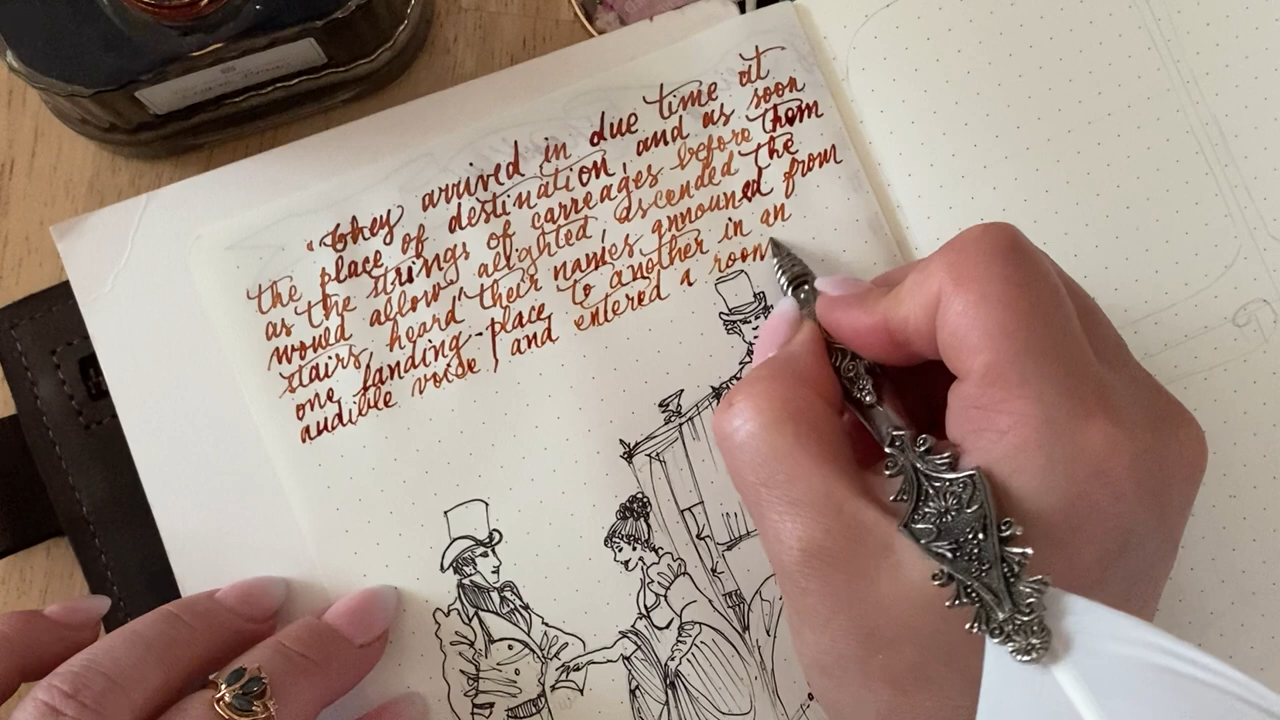 "They arrived in due time at
the place of destination, and as soon
as the strings of carreages before them
would allow, alighted, ascended the
stairs, heard their names announed from
one landing-place to another in an
audible voice, and entered a room